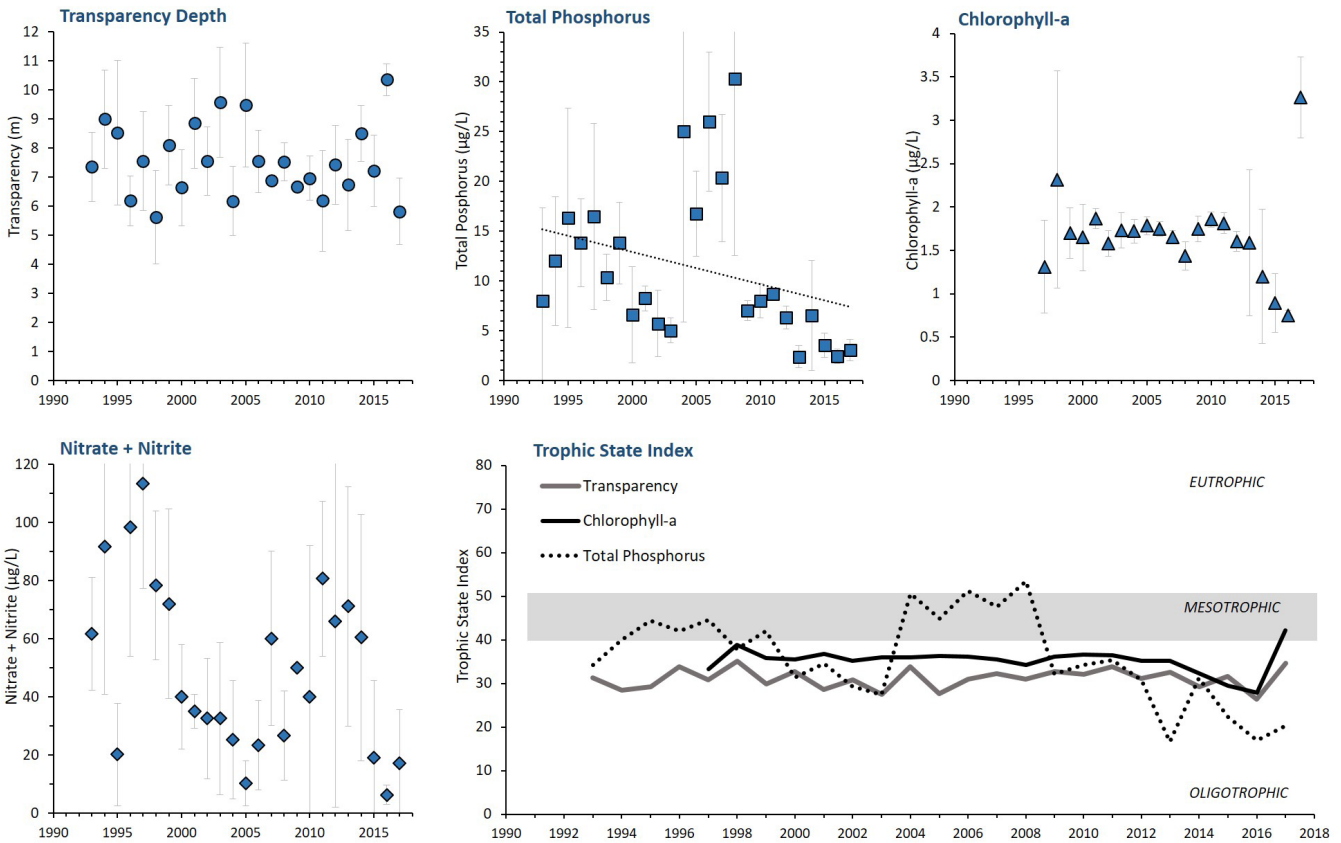 Transparency Depth
Transparency (m)
12
11
10
9
8
7
6
5
4
3
2
1
0
1990 1995 2000 2005 2010 2015
Total Phosphorus
Total Posphorus (µg/L)
35
30
25
20
15
10
5
0
1990 1995 2000 2005 2010 2015
Chlorophyll-a
Chlorophyll-a (µg/L)
4
3.5
3
2.5
2
1.5
1
0.5
0
1990 1995 2000 2005 2010 2015
Nitrate + Nitrite
Nitrate + Nitrite (µg/L)
120
100
80
60
40
20
0
1990 1995 2000 2005 2010 2015
Trophic State Index
Trophic State Index
80
70
60
50
40
30
20
10
0
Transparency
Chlorophyll-a
Total Phosphorus
EUTROPHIC
MESOTROPHIC
OLIGOTROPHIC
1990 1992 1994 1996 1998 2000 2002 2004 2006 2008 2010 2012 2014 2016 2018